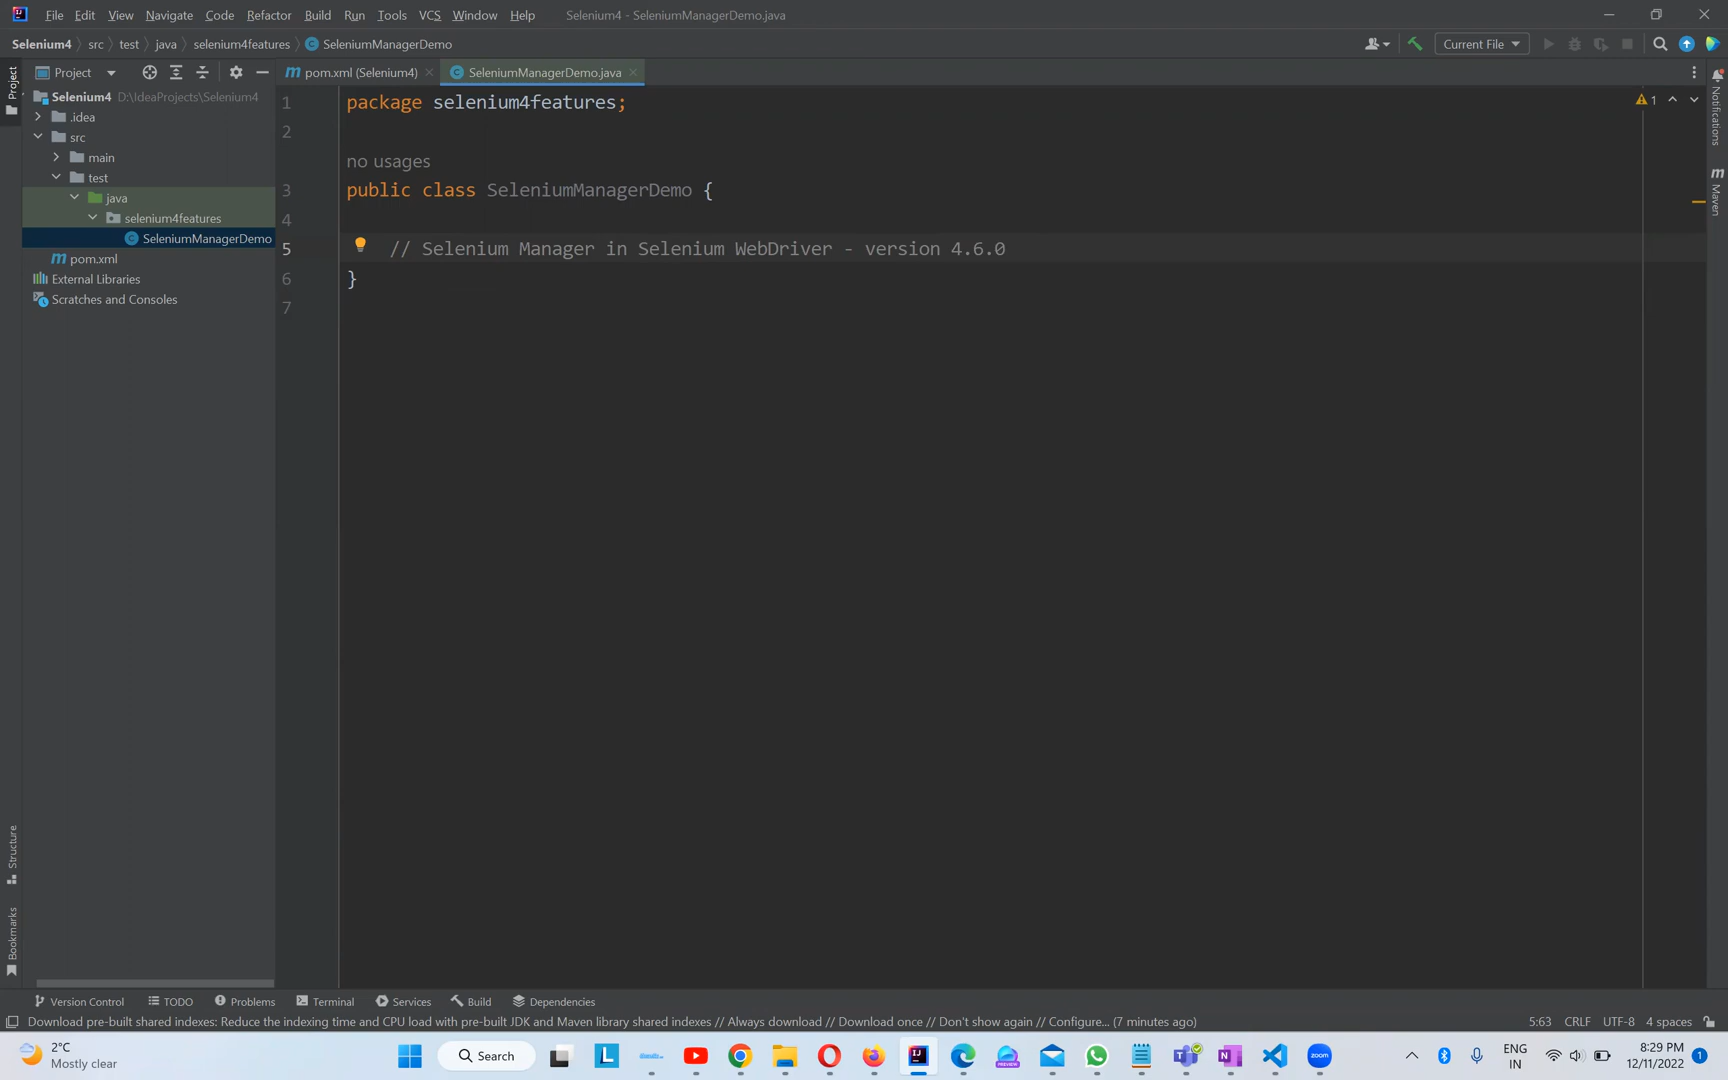 File Edit View Navigate Code Refactor Build Run Tools VCS Window Help Selenium4 - SeleniumManagerDemo.java
Selenium4 src test java selenium4features SeleniumManagerDemo Current File
Project pom.xml (Selenium4) SeleniumManagerDemo.java
Project
Selenium4 D:\IdeaProjects\Selenium4
.idea
src
main
test
java
selenium4features
SeleniumManagerDemo
pom.xml
External Libraries
Scratches and Consoles
1 package selenium4features;
2
no usages
3 public class SeleniumManagerDemo {
4
5 // Selenium Manager in Selenium WebDriver - version 4.6.0
6 }
7
1
Notifications
Maven
Structure
Bookmarks
Version Control TODO Problems Terminal Services Build Dependencies
Download pre-built shared indexes: Reduce the indexing time and CPU load with pre-built JDK and Maven library shared indexes // Always download // Download once // Don't show again // Configure... (7 minutes ago) 5:63 CRLF UTF-8 4 spaces
2°C
Mostly clear
Search
PREVIEW
zoom
ENG
IN
8:29 PM
12/11/2022
1